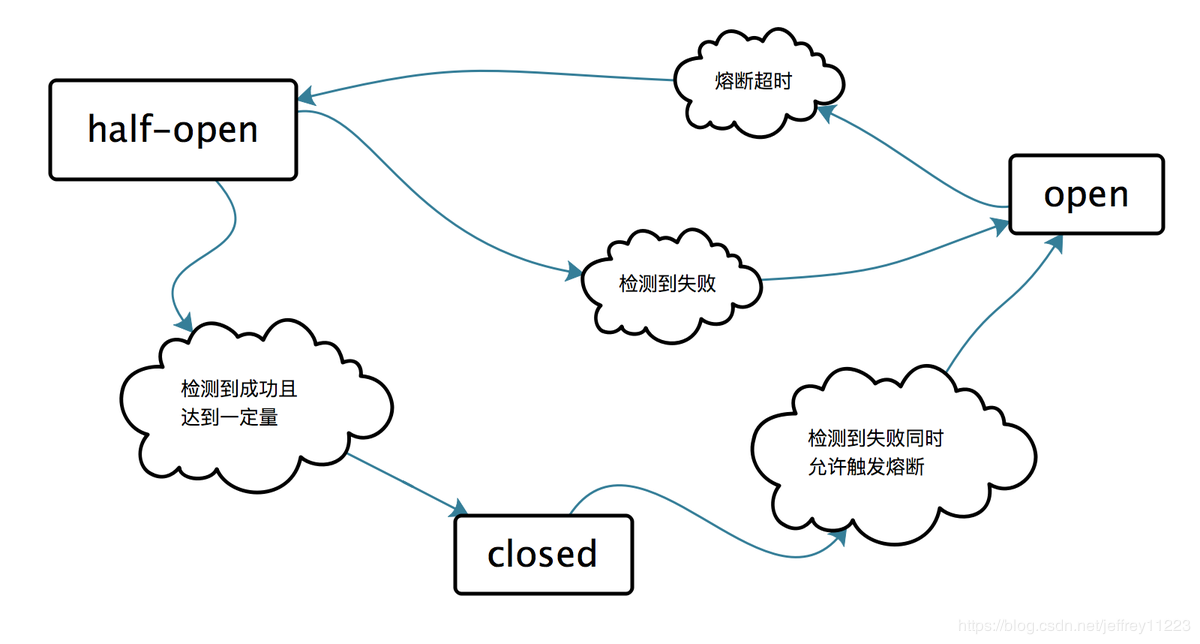 熔断超时
half-open
open
检测到失败
检测到成功且
达到一定量
检测到失败同时
允许触发熔断
closed
https://blog.csdn.net/jeffrey11223